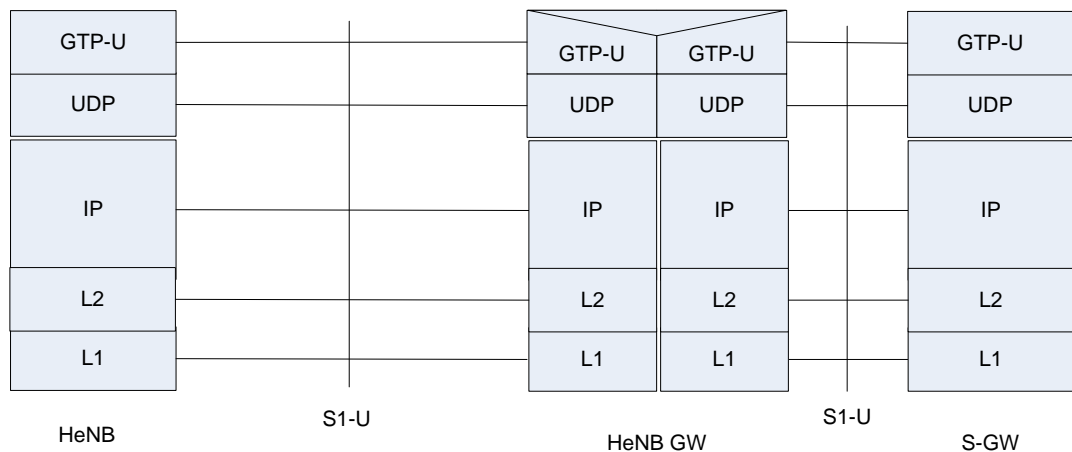 GTP-U GTP-U GTP-U GTP-U
UDP UDP UDP UDP
IP IP IP IP
L2 L2 L2 L2
L1 L1 L1 L1
S1-U S1-U
HeNB HeNB GW S-GW